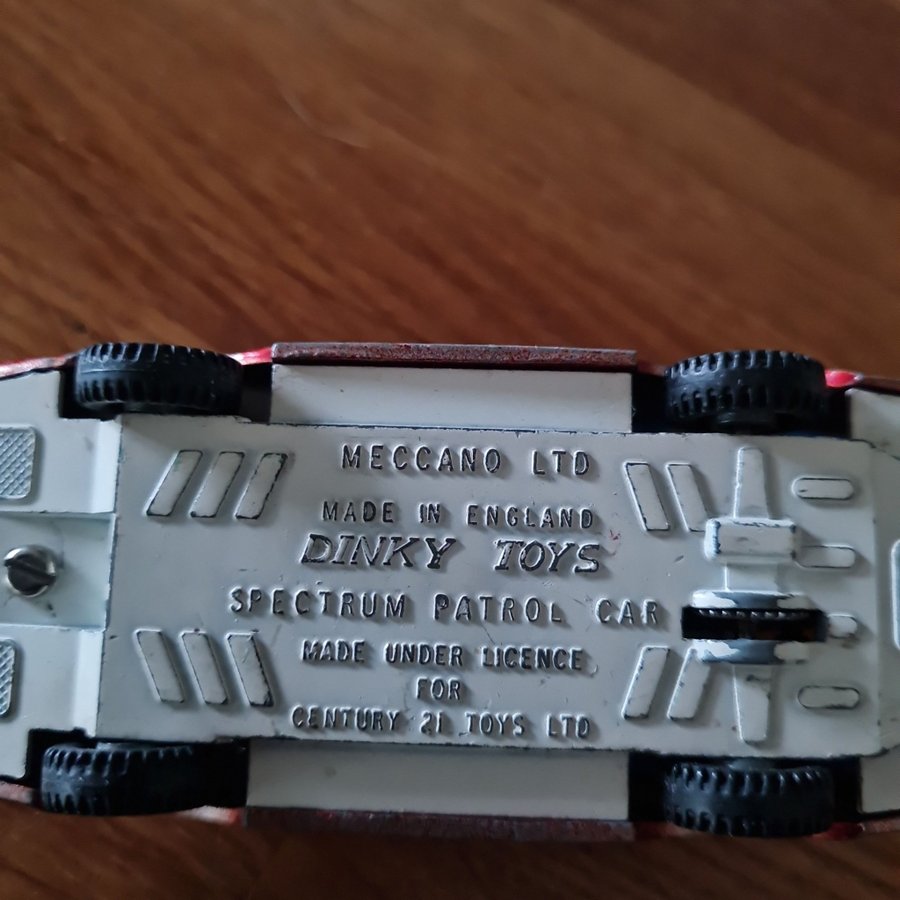 MECCANO LTD
MADE IN ENGLAND
DINKY TOYS
SPECTRUM PATROL CAR
MADE UNDER LICENCE
FOR
CENTURY 21 TOYS LTD